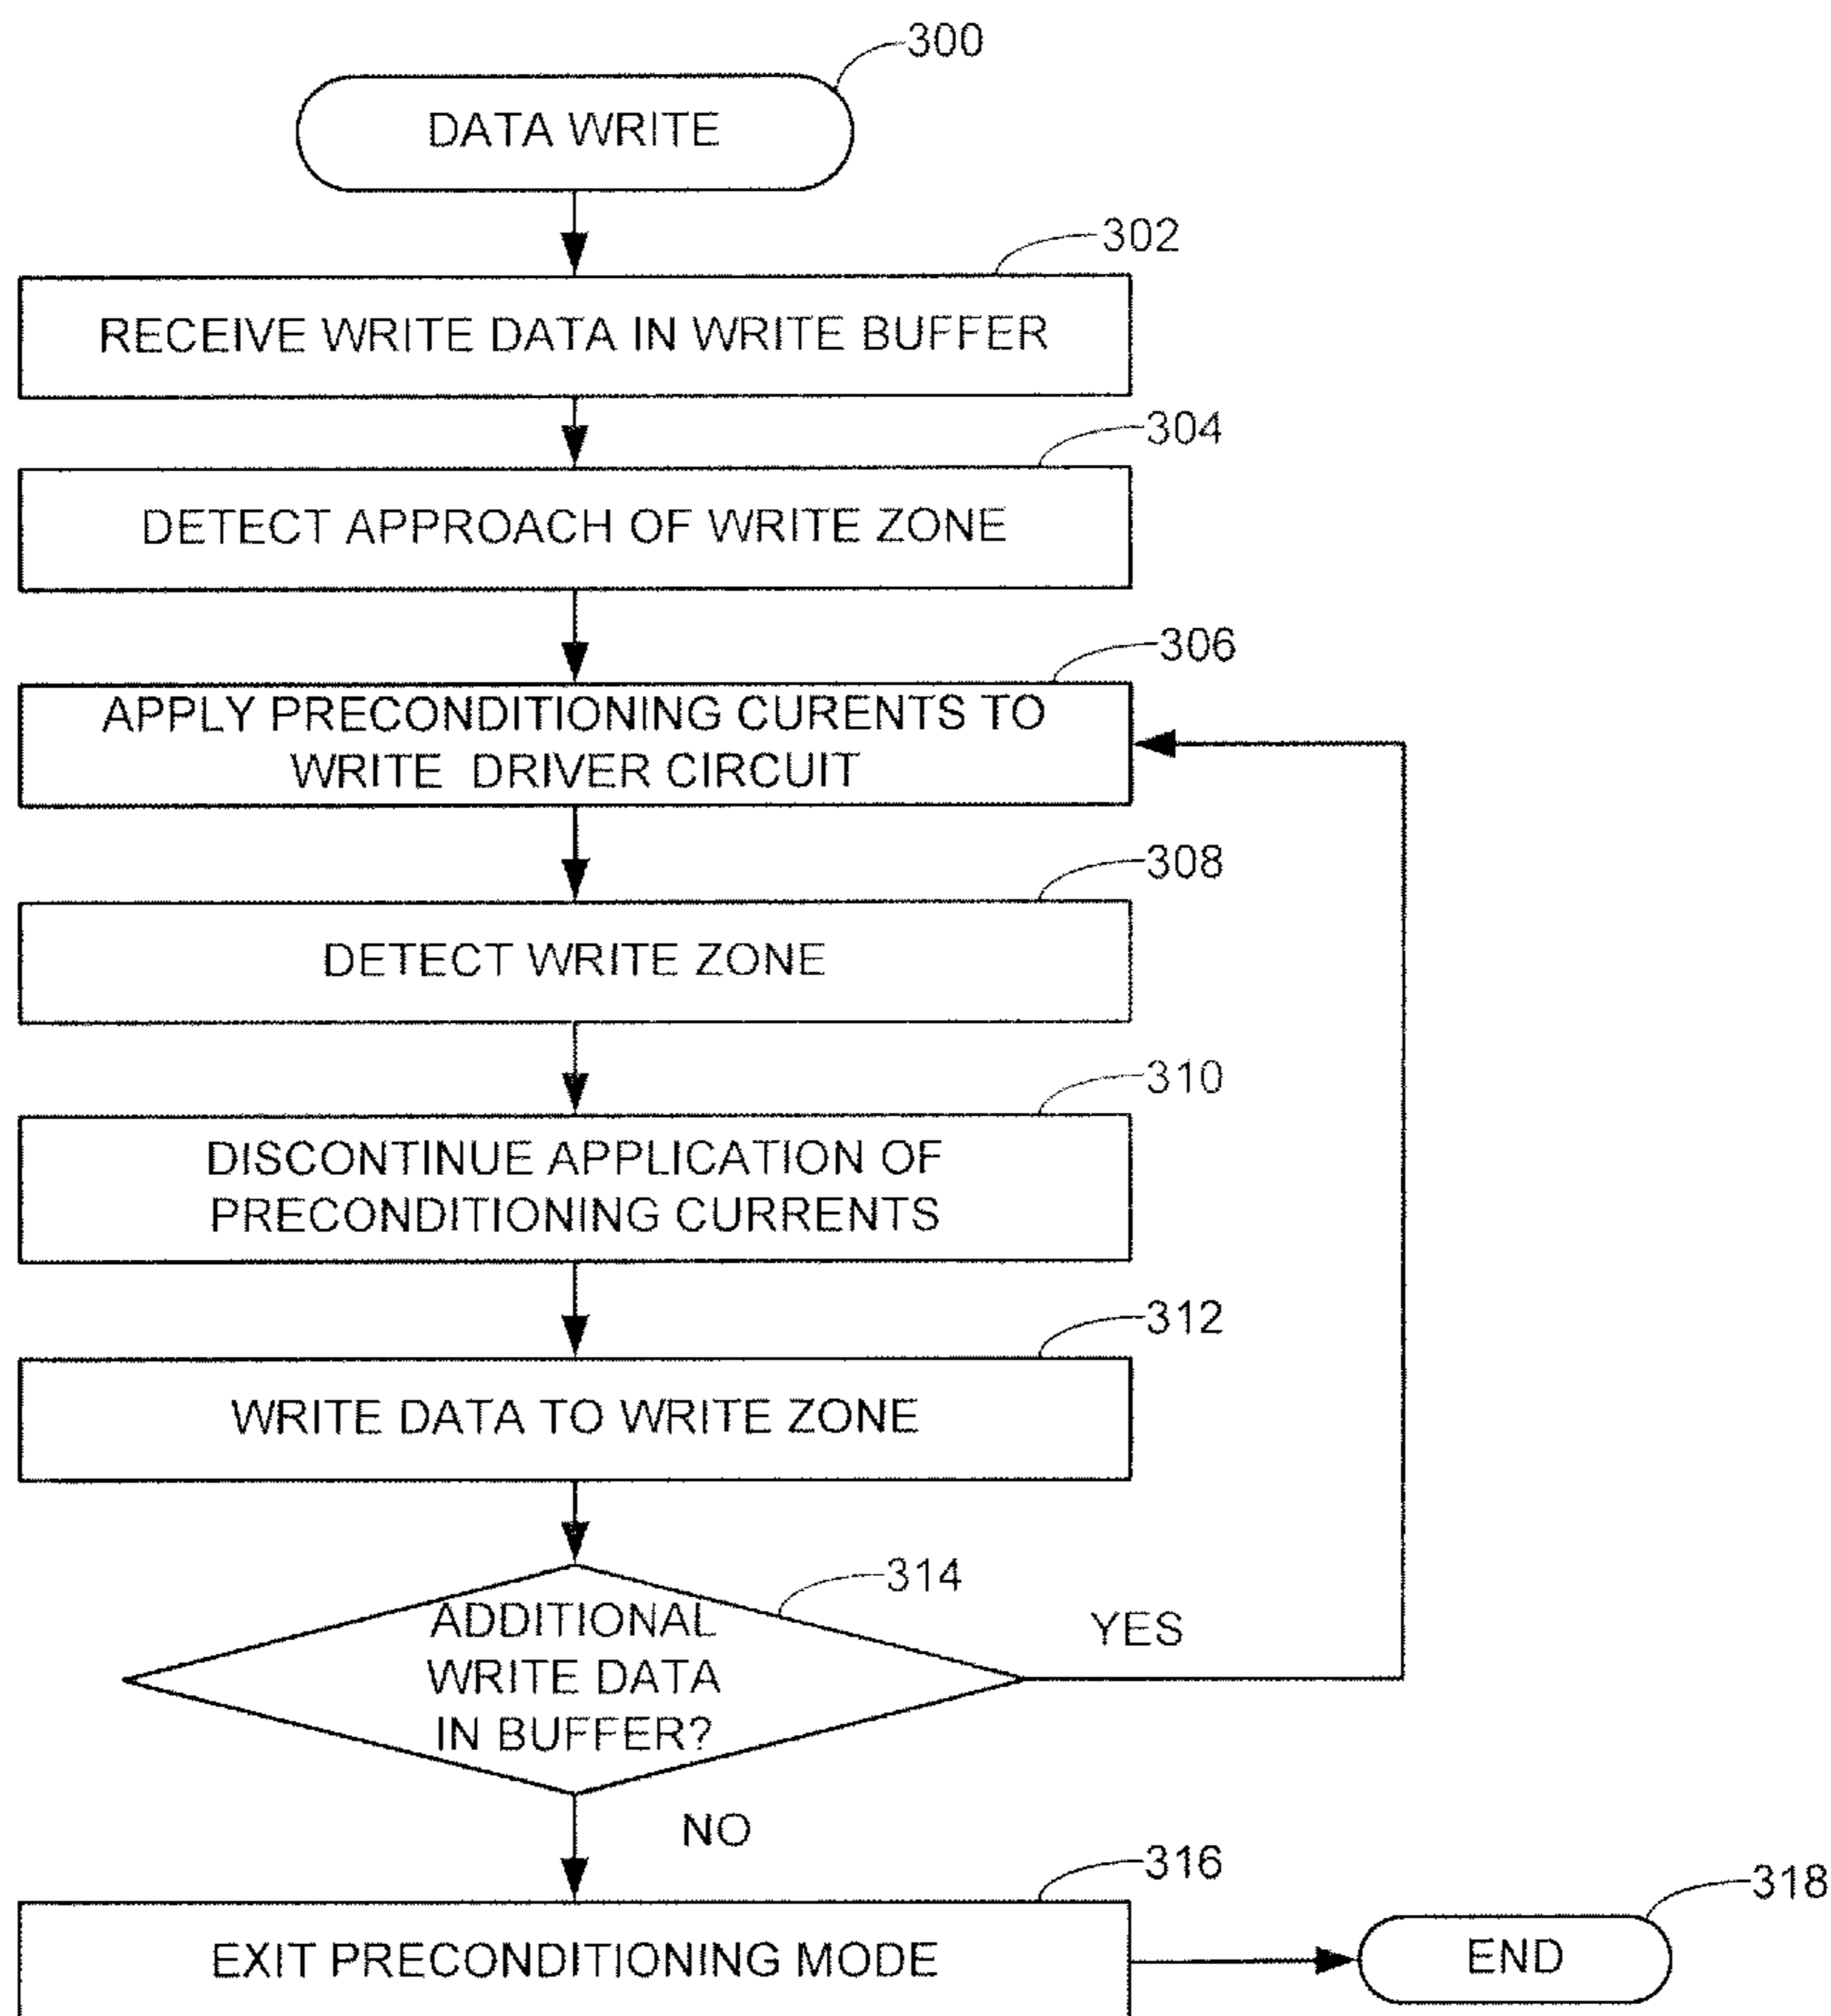 300
DATA WRITE
302
RECEIVE WRITE DATA IN WRITE BUFFER
304
DETECT APPROACH OF WRITE ZONE
306
APPLY PRECONDITIONING CURENTS TO
WRITE DRIVER CIRCUIT
308
DETECT WRITE ZONE
310
DISCONTINUE APPLICATION OF
PRECONDITIONING CURRENTS
312
WRITE DATA TO WRITE ZONE
314
ADDITIONAL
WRITE DATA
IN BUFFER?
YES
NO
316
EXIT PRECONDITIONING MODE
318
END